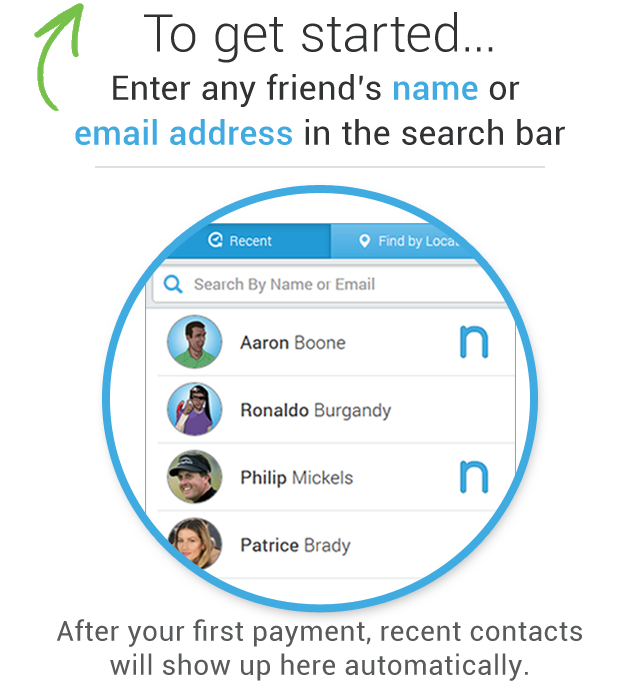 To get started...
Enter any friend's name or
email address in the search bar
Recent
Find by Loca
Search By Name or Email
Aaron Boone
n
Ronaldo Burgandy
Philip Mickels
n
Patrice Brady
After your first payment, recent contacts
will show up here automatically.